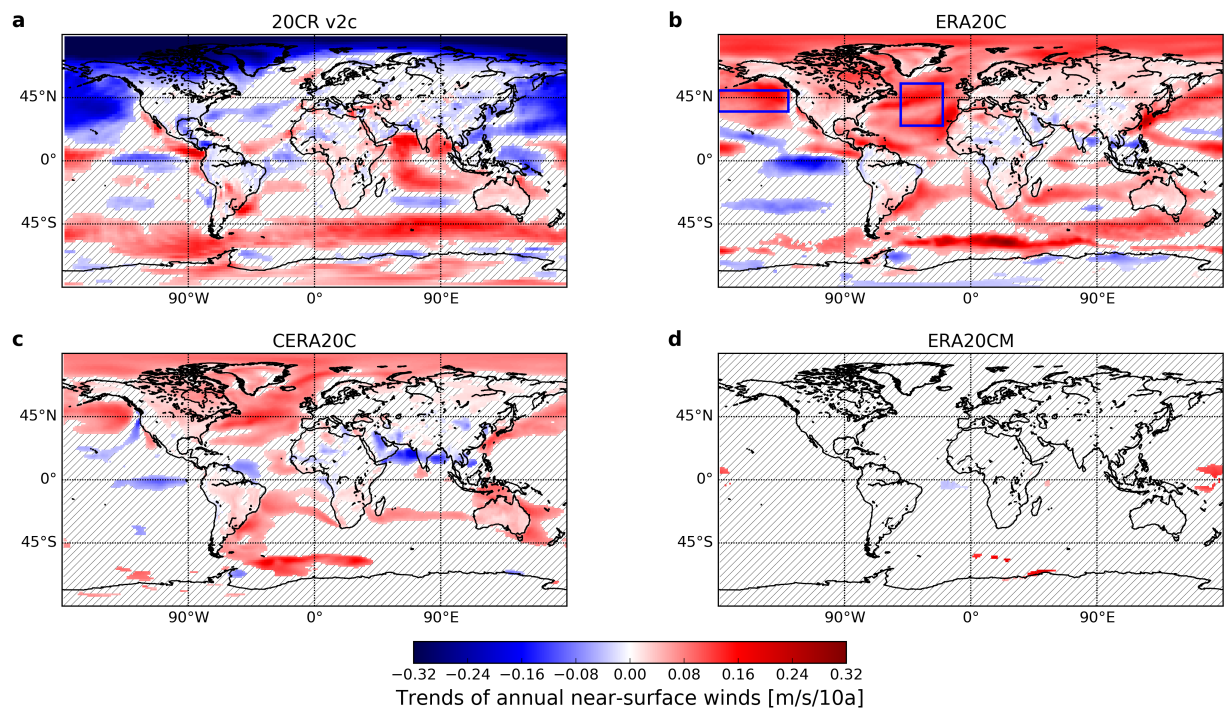 a 20CR v2c
b ERA20C
45°N
0°
45°S
90°W 0° 90°E
45°N
0°
45°S
90°W 0° 90°E
c CERA20C
d ERA20CM
45°N
0°
45°S
90°W 0° 90°E
45°N
0°
45°S
90°W 0° 90°E
−0.32 −0.24 −0.16 −0.08 0.00 0.08 0.16 0.24 0.32
Trends of annual near-surface winds [m/s/10a]